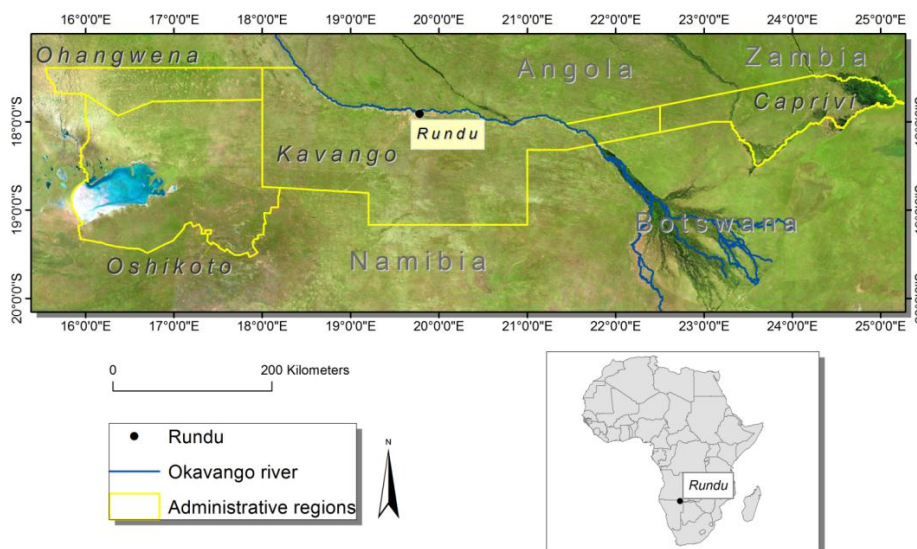 16°0'0"E 17°0'0"E 18°0'0"E 19°0'0"E 20°0'0"E 21°0'0"E 22°0'0"E 23°0'0"E 24°0'0"E 25°0'0"E
Ohangwena
Zambia
Angola
Caprivi
18°0'0"S
Rundu
Kavango
19°0'0"S
Botswana
Oshikoto
Namibia
20°0'0"S
16°0'0"E 17°0'0"E 18°0'0"E 19°0'0"E 20°0'0"E 21°0'0"E 22°0'0"E 23°0'0"E 24°0'0"E 25°0'0"E
0 200 Kilometers
Rundu
Okavango river
Administrative regions
N
Rundu